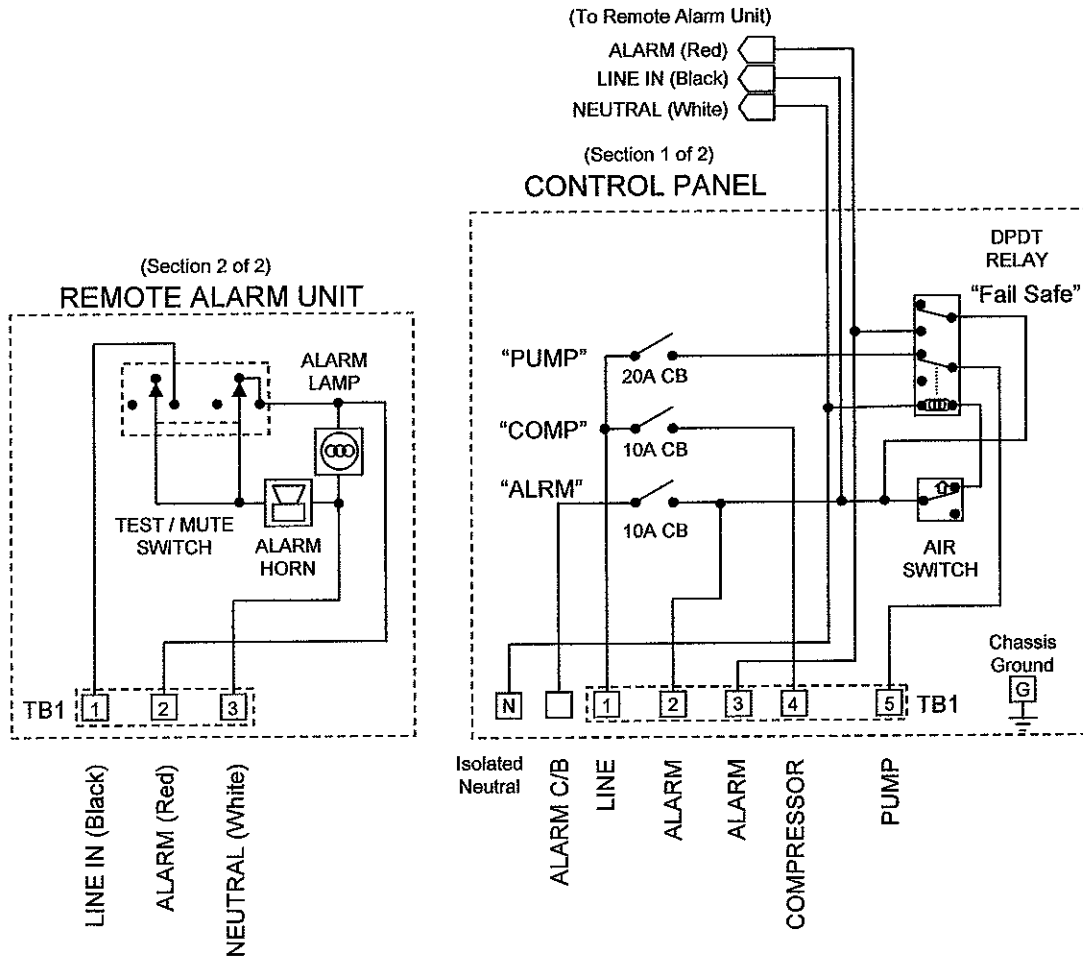 (To Remote Alarm Unit)
ALARM (Red)
LINE IN (Black)
NEUTRAL (White)
(Section 1 of 2)
CONTROL PANEL
DPDT
RELAY
"Fail Safe"
"PUMP"
20A CB
"COMP"
10A CB
"ALRM"
10A CB
AIR
SWITCH
Chassis
Ground
G
N
1
2
3
4
5
TB1
Isolated
Neutral
ALARM C/B
LINE
ALARM
ALARM
COMPRESSOR
PUMP
(Section 2 of 2)
REMOTE ALARM UNIT
ALARM
LAMP
TEST / MUTE
SWITCH
ALARM
HORN
TB1
1
2
3
LINE IN (Black)
ALARM (Red)
NEUTRAL (White)